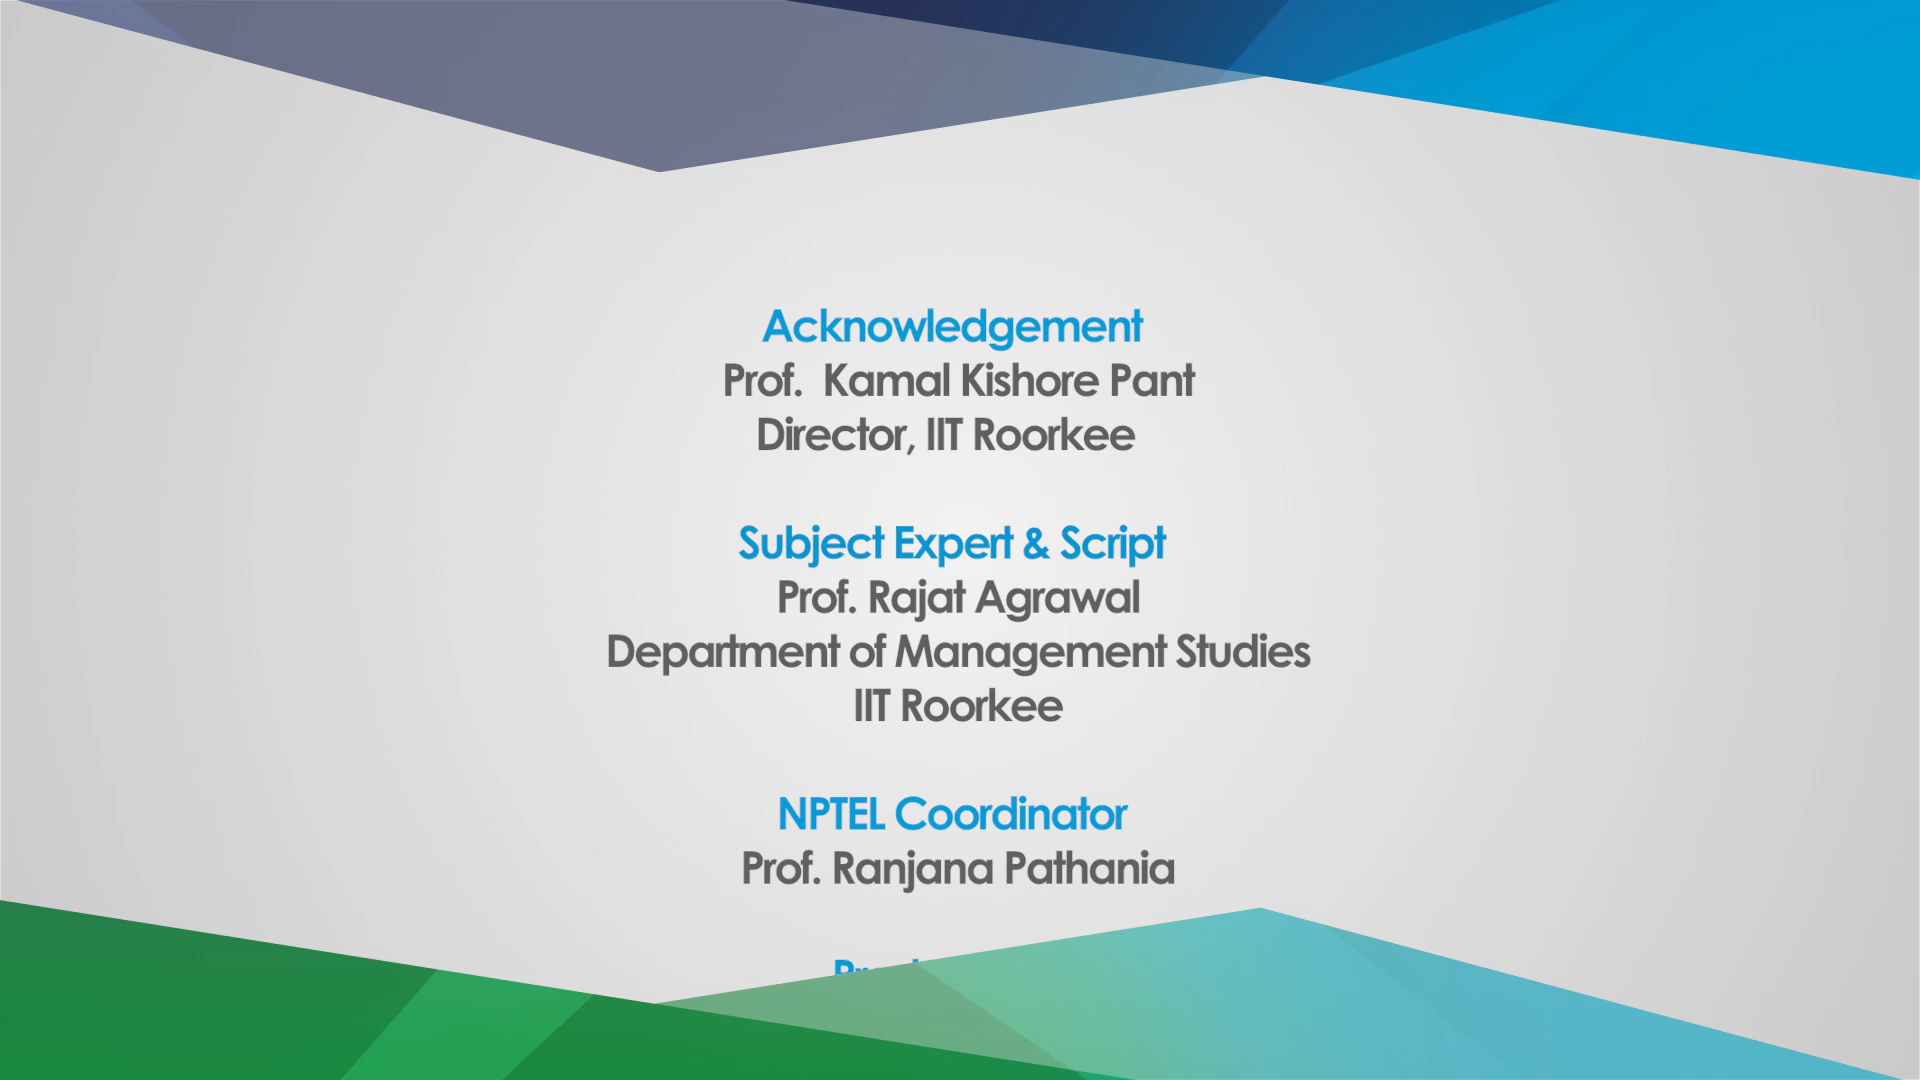 Acknowledgement
Prof. Kamal Kishore Pant
Director, IIT Roorkee
Subject Expert & Script
Prof. Rajat Agrawal
Department of Management Studies
IIT Roorkee
NPTEL Coordinator
Prof. Ranjana Pathania